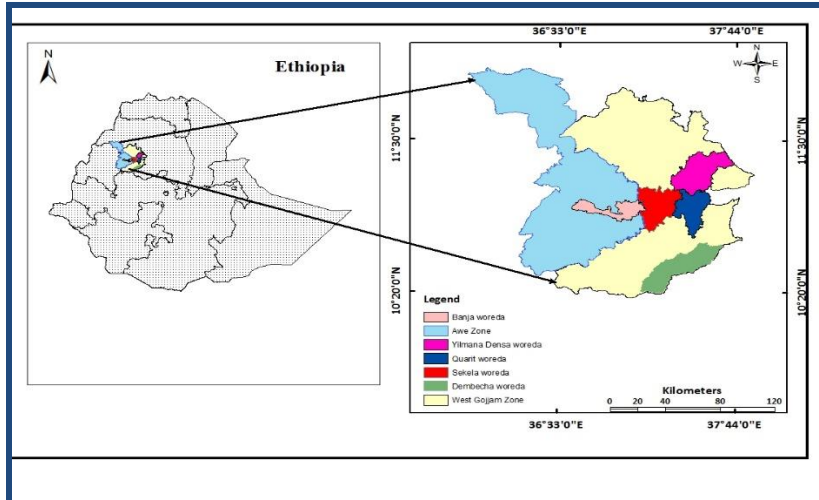 N
Ethiopia
36°33'0"E
37°44'0"E
N
W E
S
11°30'0"N
11°30'0"N
10°20'0"N
10°20'0"N
Legend
Banja woreda
Awe Zone
Yilmana Densa woreda
Quarit woreda
Sekela woreda
Dembecha woreda
West Gojjam Zone
Kilometers
0 20 40 80 120
36°33'0"E
37°44'0"E